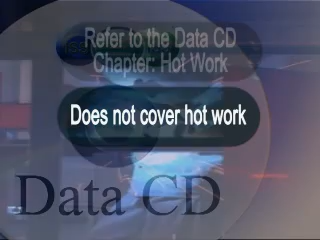 Refer to the Data CD
Chapter: Hot Work
Does not cover hot work
Data CD